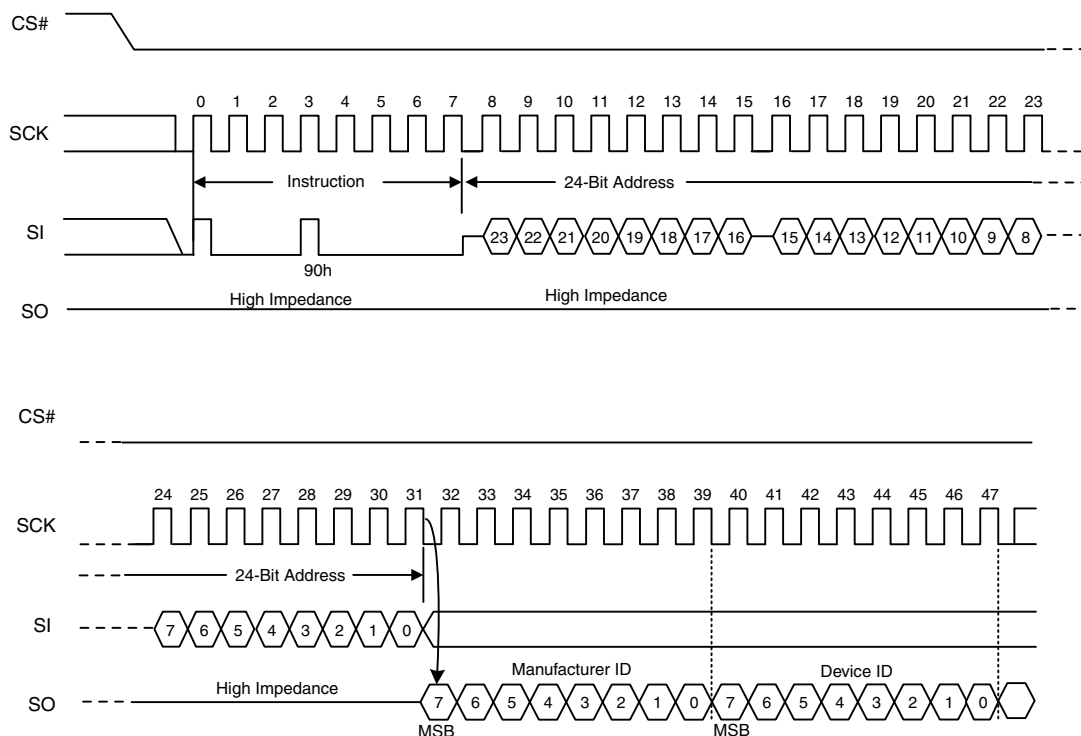 CS#
0 1 2 3 4 5 6 7 8 9 10 11 12 13 14 15 16 17 18 19 20 21 22 23
SCK
Instruction 24-Bit Address
SI 23 22 21 20 19 18 17 16 15 14 13 12 11 10 9 8
90h
High Impedance High Impedance
SO
CS#
24 25 26 27 28 29 30 31 32 33 34 35 36 37 38 39 40 41 42 43 44 45 46 47
SCK
24-Bit Address
SI 7 6 5 4 3 2 1 0
Manufacturer ID Device ID
High Impedance
SO 7 6 5 4 3 2 1 0 7 6 5 4 3 2 1 0
MSB MSB